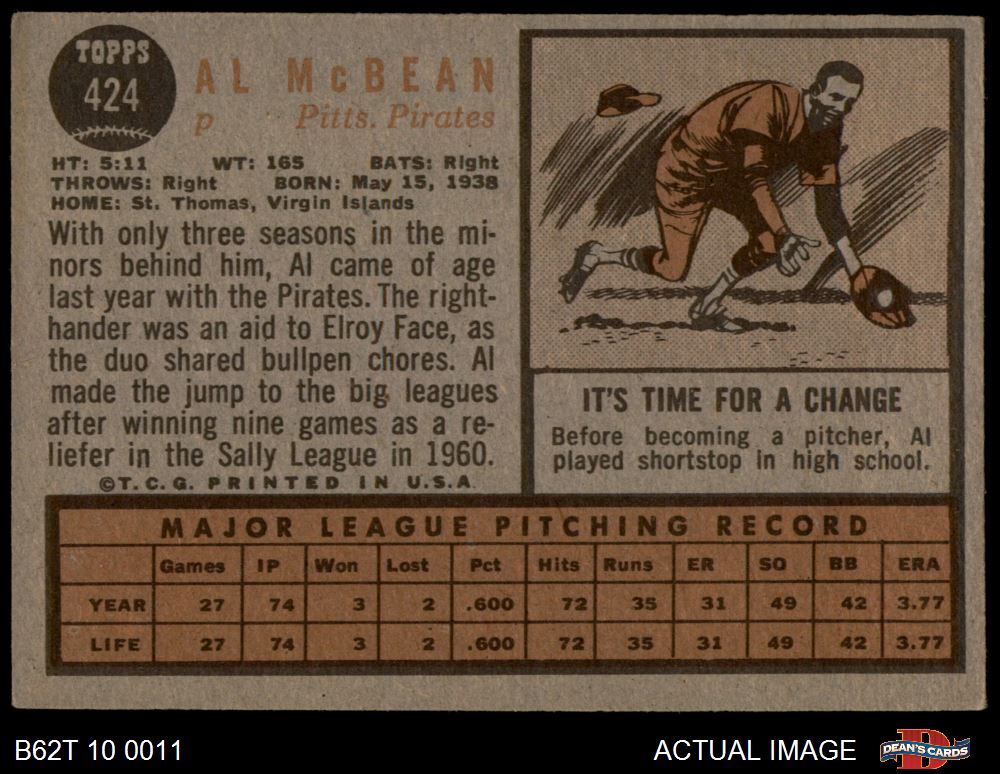 TOPPS
424
AL McBEAN
p Pitts. Pirates
HT: 5:11 WT: 165 BATS: Right
THROWS: Right BORN: May 15, 1938
HOME: St. Thomas, Virgin Islands
With only three seasons in the mi-
nors behind him, Al came of age
last year with the Pirates. The right-
hander was an aid to Elroy Face, as
the duo shared bullpen chores. Al
made the jump to the big leagues
after winning nine games as a re-
liefer in the Sally League in 1960.
©T.C.G. PRINTED IN U.S.A.
IT'S TIME FOR A CHANGE
Before becoming a pitcher, Al
played shortstop in high school.
MAJOR LEAGUE PITCHING RECORD
Games IP Won Lost Pct Hits Runs ER SO BB ERA
YEAR 27 74 3 2 .600 72 35 31 49 42 3.77
LIFE 27 74 3 2 .600 72 35 31 49 42 3.77
B62T 10 0011 ACTUAL IMAGE D DEAN'S CARDS